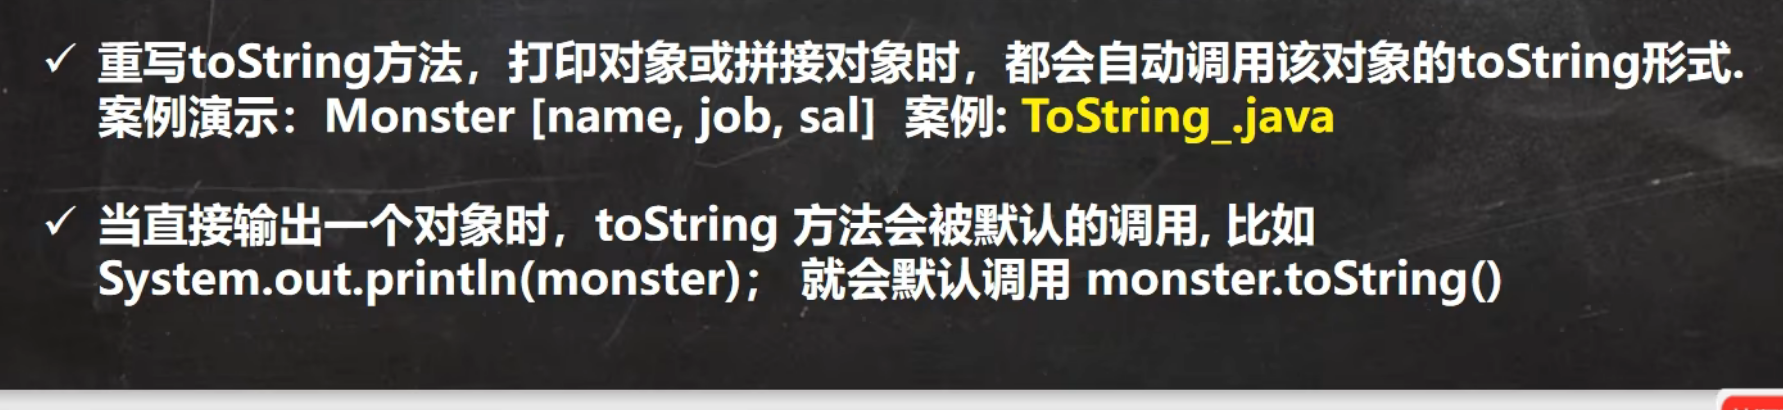 ✓ 重写toString方法，打印对象或拼接对象时，都会自动调用该对象的toString形式.
案例演示：Monster [name, job, sal] 案例: ToString_.java
✓ 当直接输出一个对象时，toString 方法会被默认的调用, 比如
System.out.println(monster)； 就会默认调用 monster.toString()